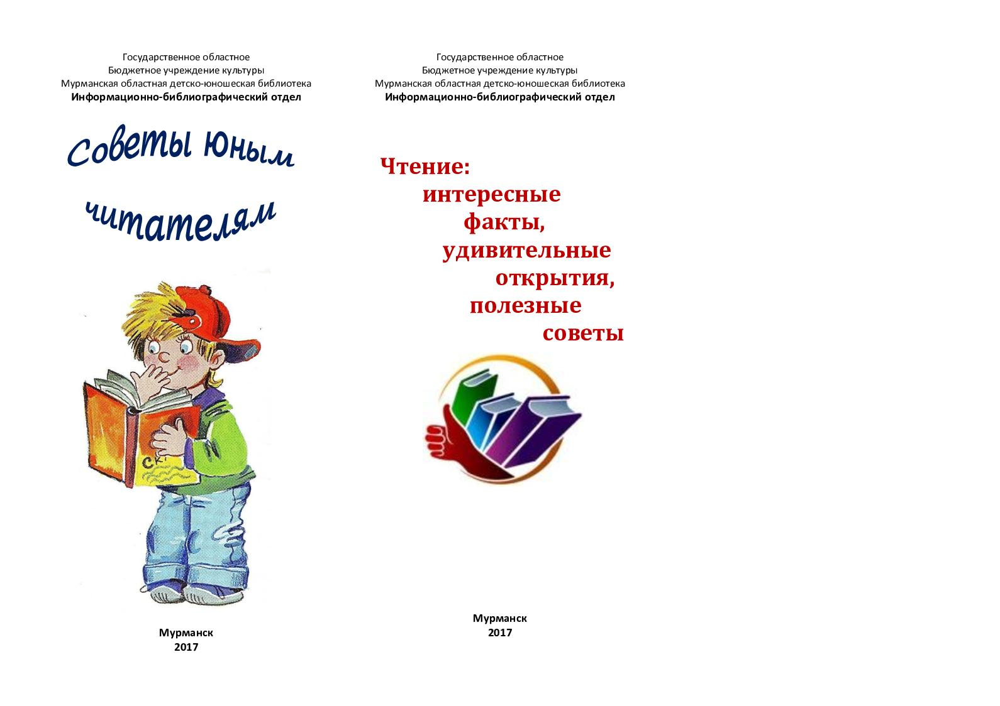 Государственное областное
Бюджетное учреждение культуры
Мурманская областная детско-юношеская библиотека
Информационно-библиографический отдел
Советы юным
читателям
Ск
Мурманск
2017
Государственное областное
Бюджетное учреждение культуры
Мурманская областная детско-юношеская библиотека
Информационно-библиографический отдел
Чтение:
интересные
факты,
удивительные
открытия,
полезные
советы
Мурманск
2017